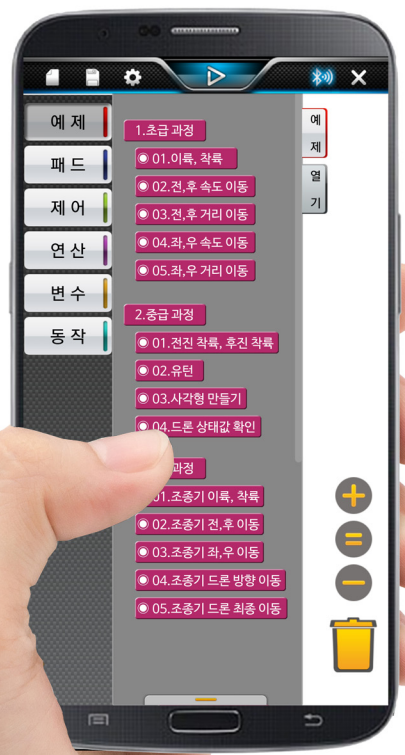 예 제
패 드
제 어
연 산
변 수
동 작
1.초급 과정
01.이륙, 착륙
02.전,후 속도 이동
03.전,후 거리 이동
04.좌,우 속도 이동
05.좌,우 거리 이동
2.중급 과정
01.전진 착륙, 후진 착륙
02.유턴
03.사각형 만들기
04.드론 상태값 확인
과정
01.조종기 이륙, 착륙
02.조종기 전,후 이동
03.조종기 좌,우 이동
04.조종기 드론 방향 이동
05.조종기 드론 최종 이동
예
제
열
기